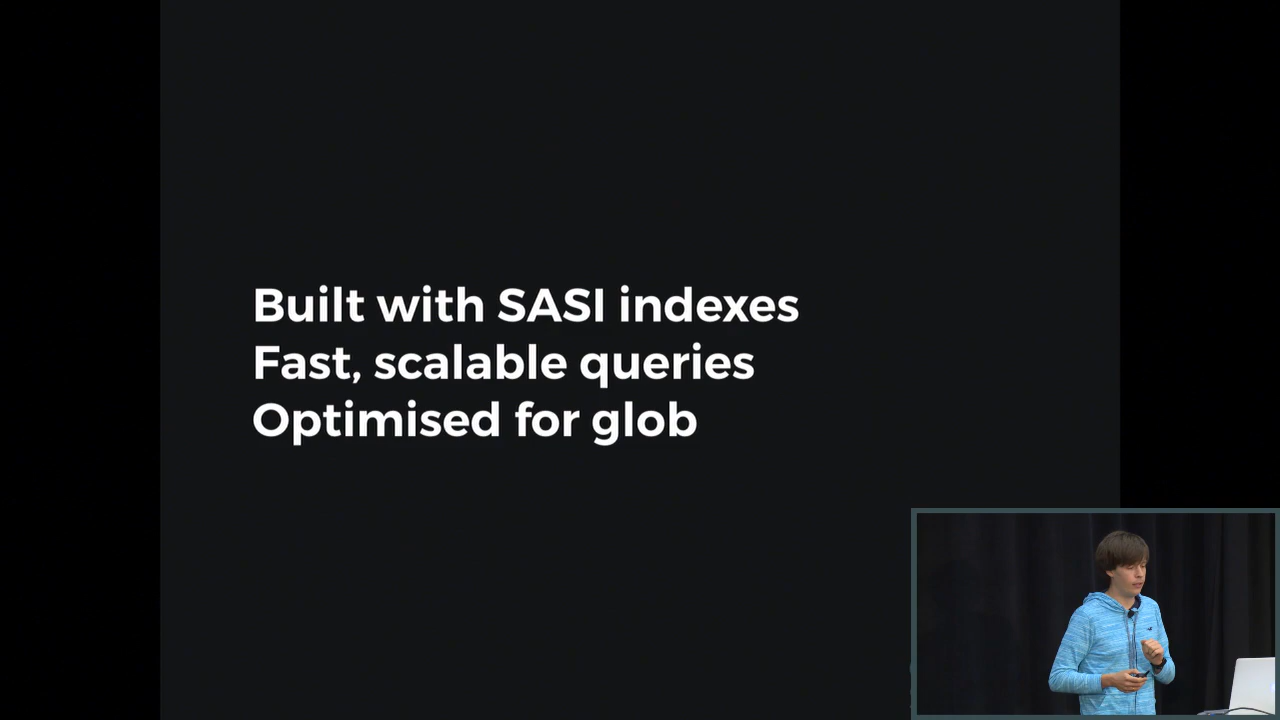 Built with SASI indexes
Fast, scalable queries
Optimised for glob